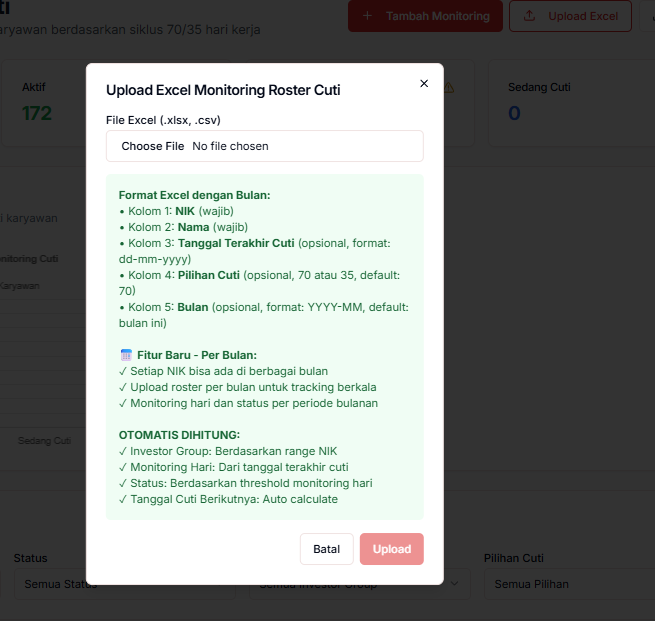 ti
aryawan berdasarkan siklus 70/35 hari kerja
+ Tambah Monitoring
Upload Excel
Aktif
172
Sedang Cuti
0
Upload Excel Monitoring Roster Cuti
File Excel (.xlsx, .csv)
Choose File No file chosen
Format Excel dengan Bulan:
• Kolom 1: NIK (wajib)
• Kolom 2: Nama (wajib)
• Kolom 3: Tanggal Terakhir Cuti (opsional, format:
dd-mm-yyyy)
• Kolom 4: Pilihan Cuti (opsional, 70 atau 35, default:
70)
• Kolom 5: Bulan (opsional, format: YYYY-MM, default:
bulan ini)
Fitur Baru - Per Bulan:
✓ Setiap NIK bisa ada di berbagai bulan
✓ Upload roster per bulan untuk tracking berkala
✓ Monitoring hari dan status per periode bulanan
OTOMATIS DIHITUNG:
✓ Investor Group: Berdasarkan range NIK
✓ Monitoring Hari: Dari tanggal terakhir cuti
✓ Status: Berdasarkan threshold monitoring hari
✓ Tanggal Cuti Berikutnya: Auto calculate
Batal
Upload
i karyawan
nitoring Cuti
Karyawan
Sedang Cuti
Status
Semua Status
Semua Investor Group
Pilihan Cuti
Semua Pilihan